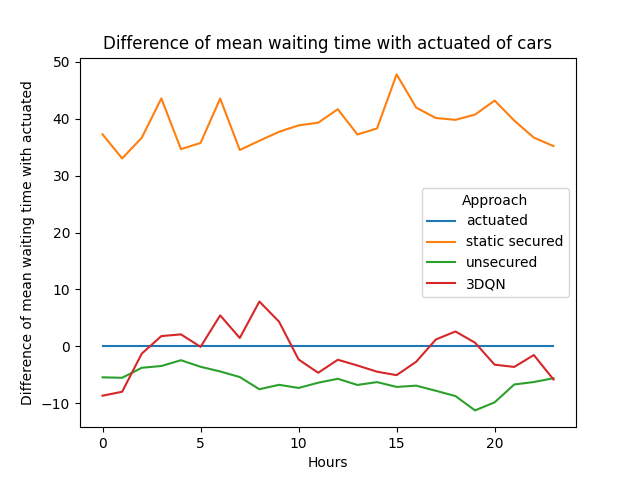 Difference of mean waiting time with actuated of cars
Difference of mean waiting time with actuated
50
40
30
20
10
0
−10
Approach
actuated
static secured
unsecured
3DQN
0 5 10 15 20
Hours